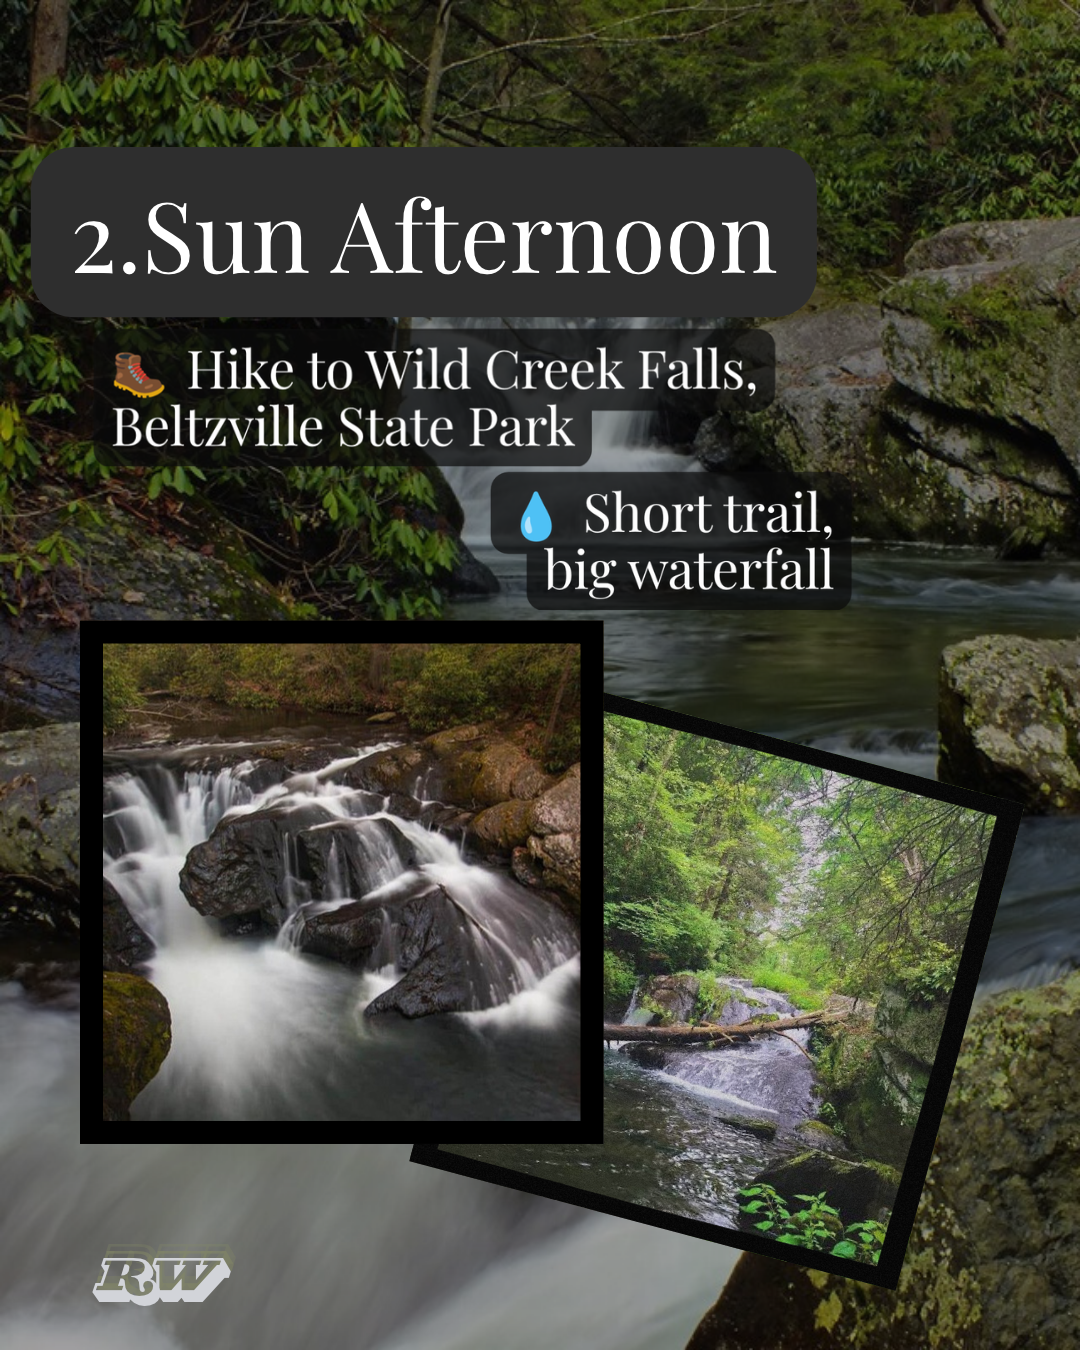 2.Sun Afternoon
🥾 Hike to Wild Creek Falls,
Beltzville State Park
💧 Short trail,
big waterfall
RW